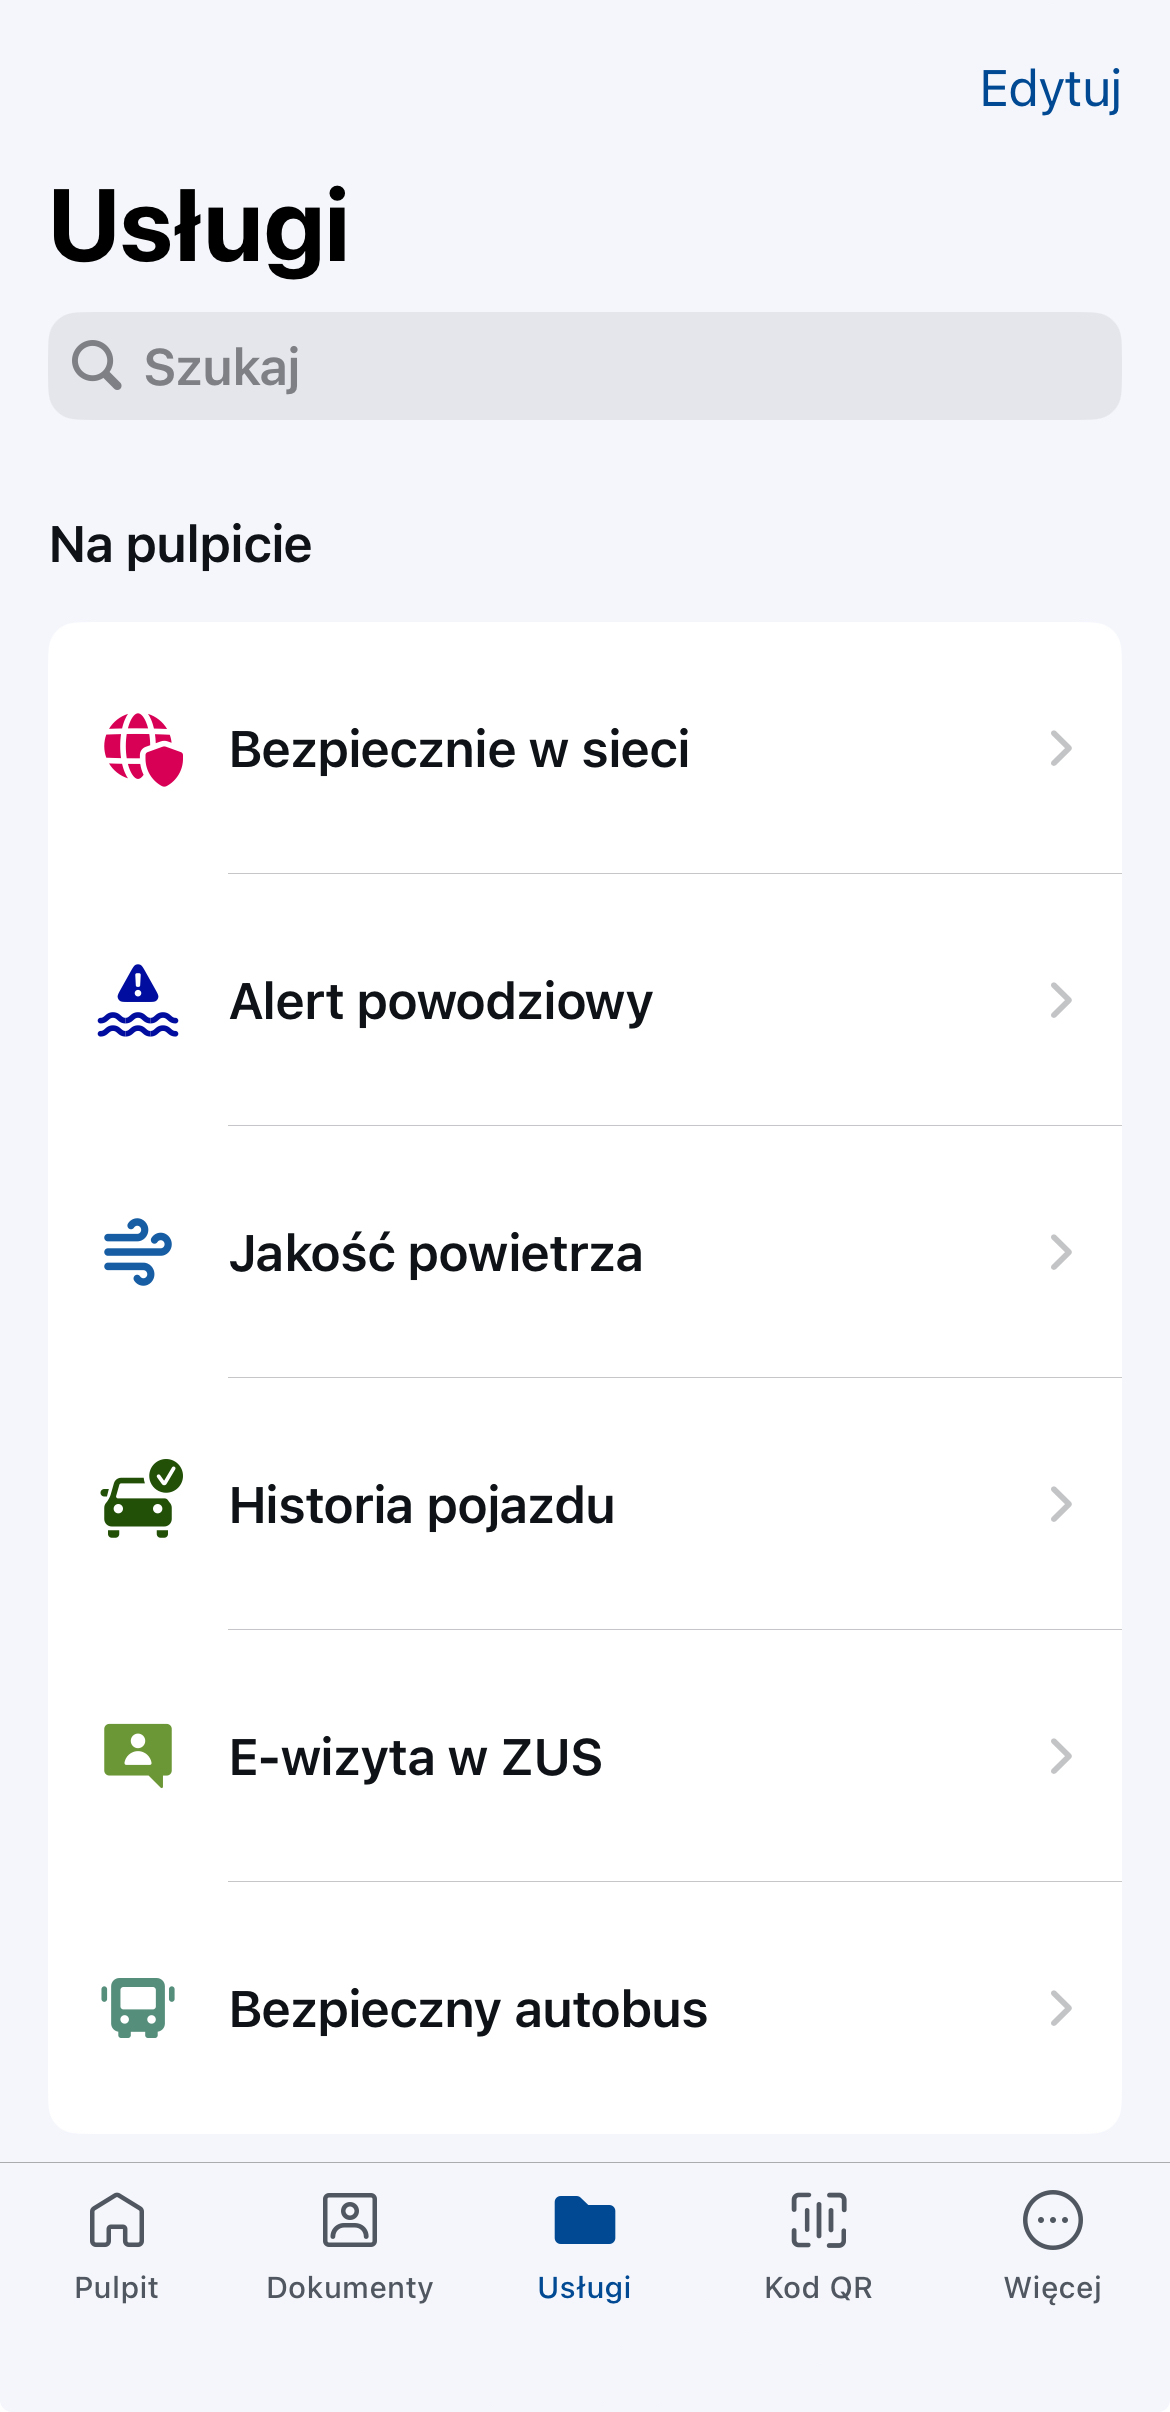 Edytuj
Usługi
Szukaj
Na pulpicie
Bezpiecznie w sieci
Alert powodziowy
Jakość powietrza
Historia pojazdu
E-wizyta w ZUS
Bezpieczny autobus
Pulpit
Dokumenty
Usługi
Kod QR
Więcej